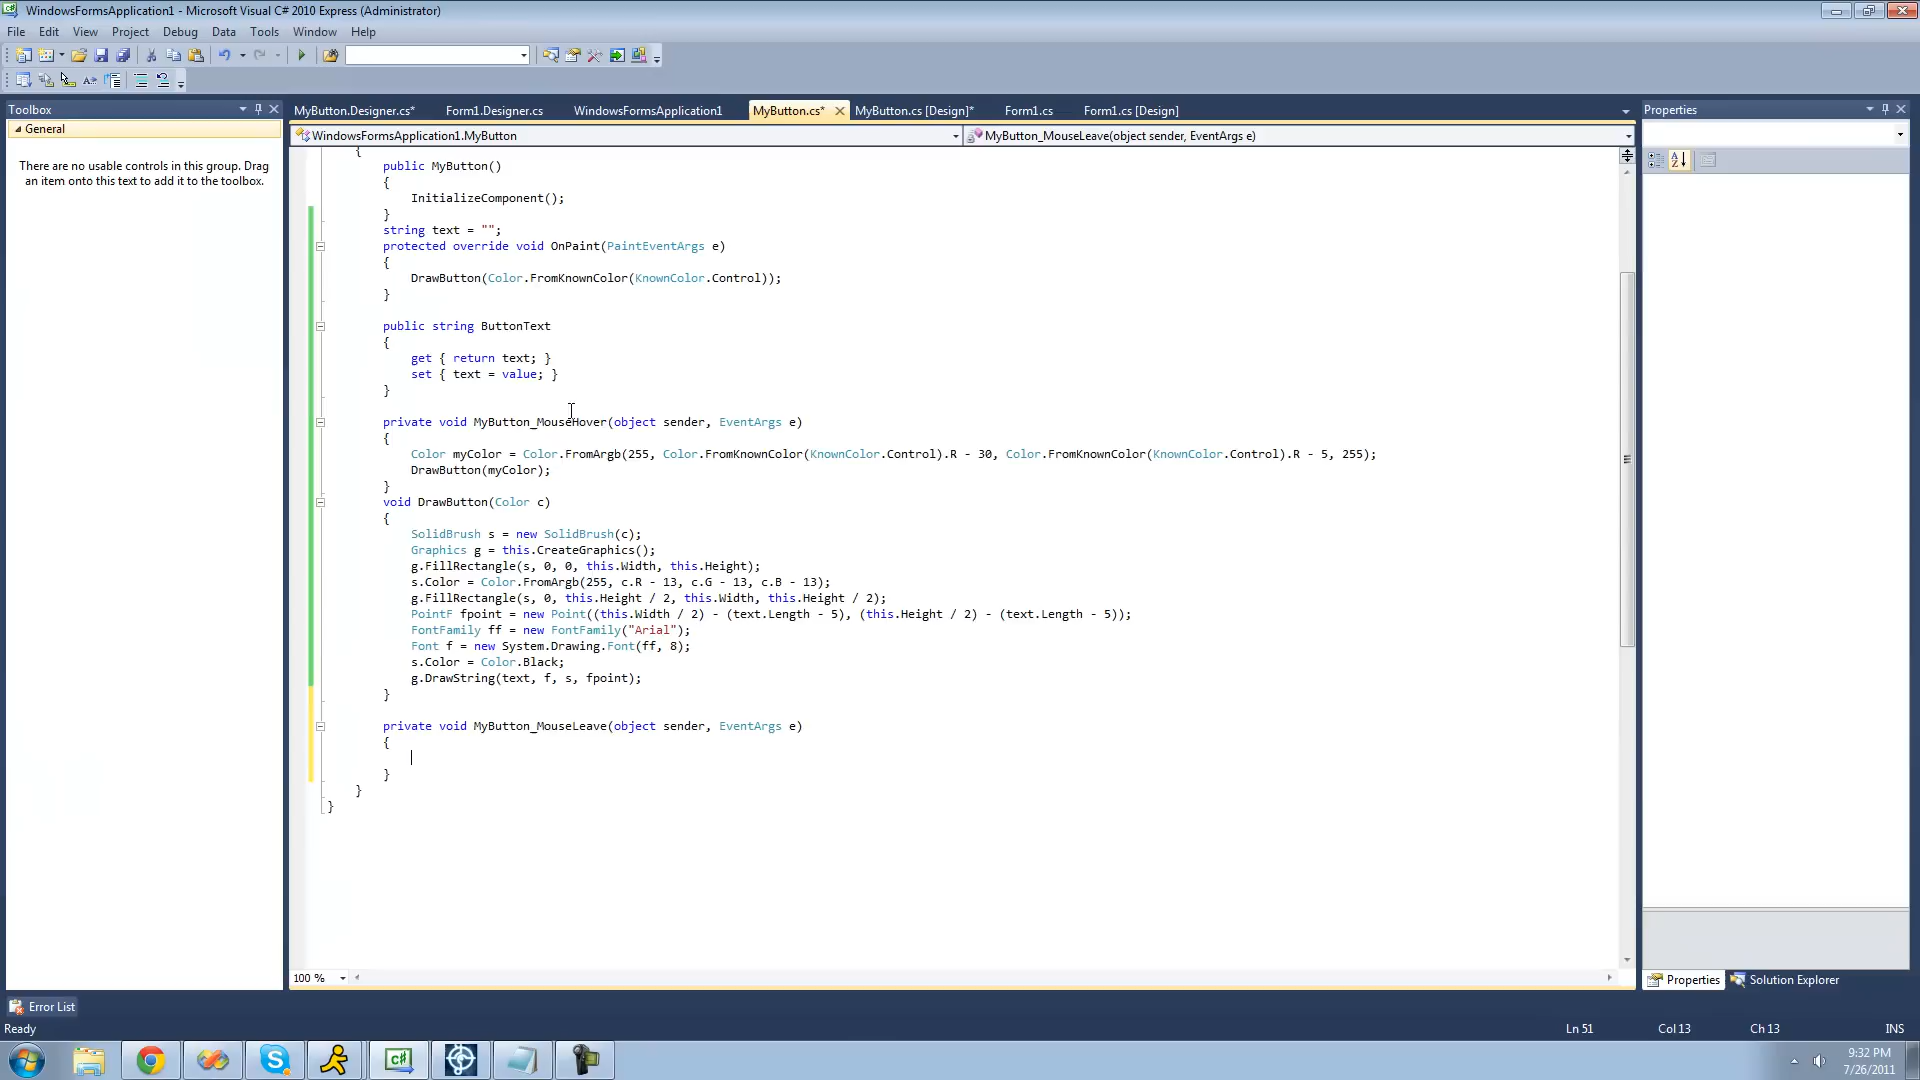 WindowsFormsApplication1 - Microsoft Visual C# 2010 Express (Administrator)
File Edit View Project Debug Data Tools Window Help
Toolbox
General
There are no usable controls in this group. Drag
an item onto this text to add it to the toolbox.
MyButton.Designer.cs* Form1.Designer.cs WindowsFormsApplication1 MyButton.cs* MyButton.cs [Design]* Form1.cs Form1.cs [Design]
WindowsFormsApplication1.MyButton MyButton_MouseLeave(object sender, EventArgs e)
{
public MyButton()
{
InitializeComponent();
}
string text = "";
protected override void OnPaint(PaintEventArgs e)
{
DrawButton(Color.FromKnownColor(KnownColor.Control));
}
public string ButtonText
{
get { return text; }
set { text = value; }
}
private void MyButton_MouseHover(object sender, EventArgs e)
{
Color myColor = Color.FromArgb(255, Color.FromKnownColor(KnownColor.Control).R - 30, Color.FromKnownColor(KnownColor.Control).R - 5, 255);
DrawButton(myColor);
}
void DrawButton(Color c)
{
SolidBrush s = new SolidBrush(c);
Graphics g = this.CreateGraphics();
g.FillRectangle(s, 0, 0, this.Width, this.Height);
s.Color = Color.FromArgb(255, c.R - 13, c.G - 13, c.B - 13);
g.FillRectangle(s, 0, this.Height / 2, this.Width, this.Height / 2);
PointF fpoint = new Point((this.Width / 2) - (text.Length - 5), (this.Height / 2) - (text.Length - 5));
FontFamily ff = new FontFamily("Arial");
Font f = new System.Drawing.Font(ff, 8);
s.Color = Color.Black;
g.DrawString(text, f, s, fpoint);
}
private void MyButton_MouseLeave(object sender, EventArgs e)
{
}
}
}
100 %
Properties
Properties Solution Explorer
Error List
Ready Ln 51 Col 13 Ch 13 INS
9:32 PM
7/26/2011